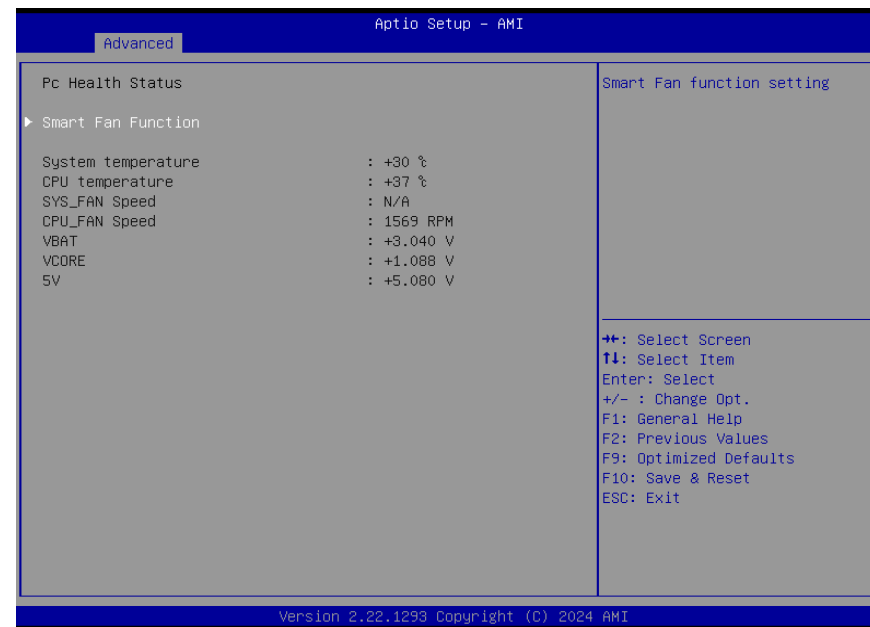 Aptio Setup – AMI
Advanced
Pc Health Status
Smart Fan Function
System temperature : +30 ℃
CPU temperature : +37 ℃
SYS_FAN Speed : N/A
CPU_FAN Speed : 1569 RPM
VBAT : +3.040 V
VCORE : +1.088 V
5V : +5.080 V
Smart Fan function setting
→←: Select Screen
↑↓: Select Item
Enter: Select
+/- : Change Opt.
F1: General Help
F2: Previous Values
F9: Optimized Defaults
F10: Save & Reset
ESC: Exit
Version 2.22.1293 Copyright (C) 2024 AMI